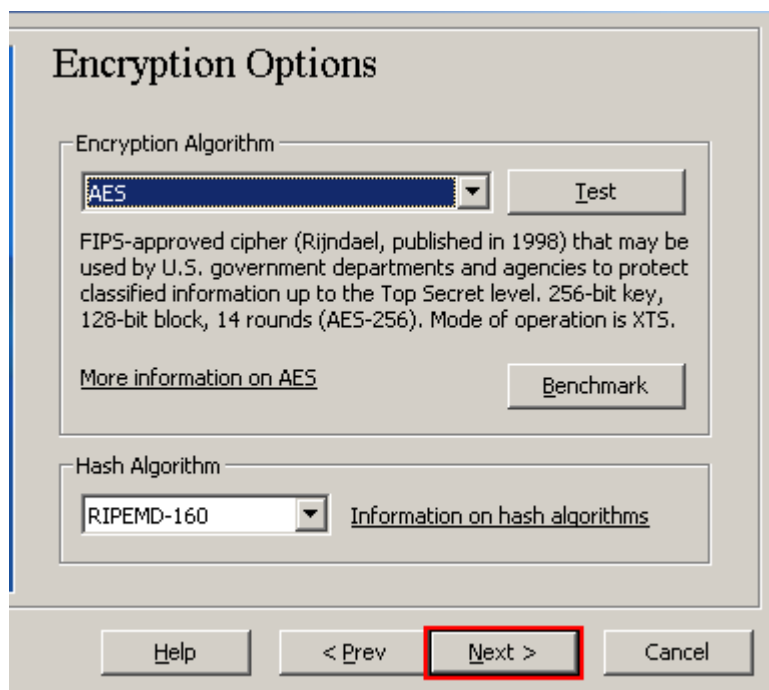 Encryption Options
Encryption Algorithm
AES
Test
FIPS-approved cipher (Rijndael, published in 1998) that may be
used by U.S. government departments and agencies to protect
classified information up to the Top Secret level. 256-bit key,
128-bit block, 14 rounds (AES-256). Mode of operation is XTS.
More information on AES
Benchmark
Hash Algorithm
RIPEMD-160
Information on hash algorithms
Help
< Prev
Next >
Cancel